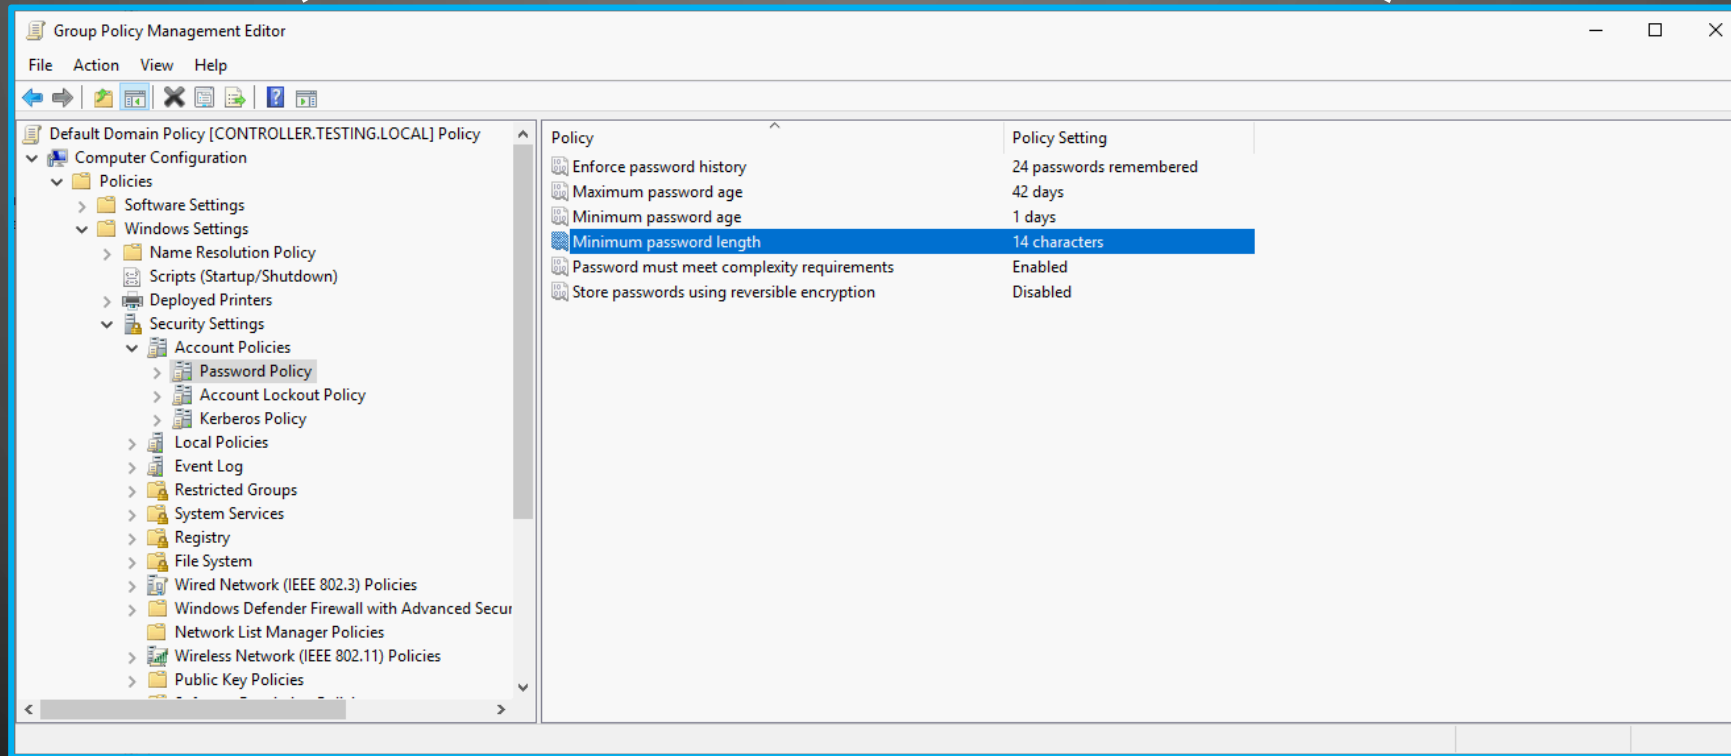 Group Policy Management Editor
File Action View Help
Default Domain Policy [CONTROLLER.TESTING.LOCAL] Policy
Computer Configuration
Policies
Software Settings
Windows Settings
Name Resolution Policy
Scripts (Startup/Shutdown)
Deployed Printers
Security Settings
Account Policies
Password Policy
Account Lockout Policy
Kerberos Policy
Local Policies
Event Log
Restricted Groups
System Services
Registry
File System
Wired Network (IEEE 802.3) Policies
Windows Defender Firewall with Advanced Secur
Network List Manager Policies
Wireless Network (IEEE 802.11) Policies
Public Key Policies
Policy Policy Setting
Enforce password history 24 passwords remembered
Maximum password age 42 days
Minimum password age 1 days
Minimum password length 14 characters
Password must meet complexity requirements Enabled
Store passwords using reversible encryption Disabled